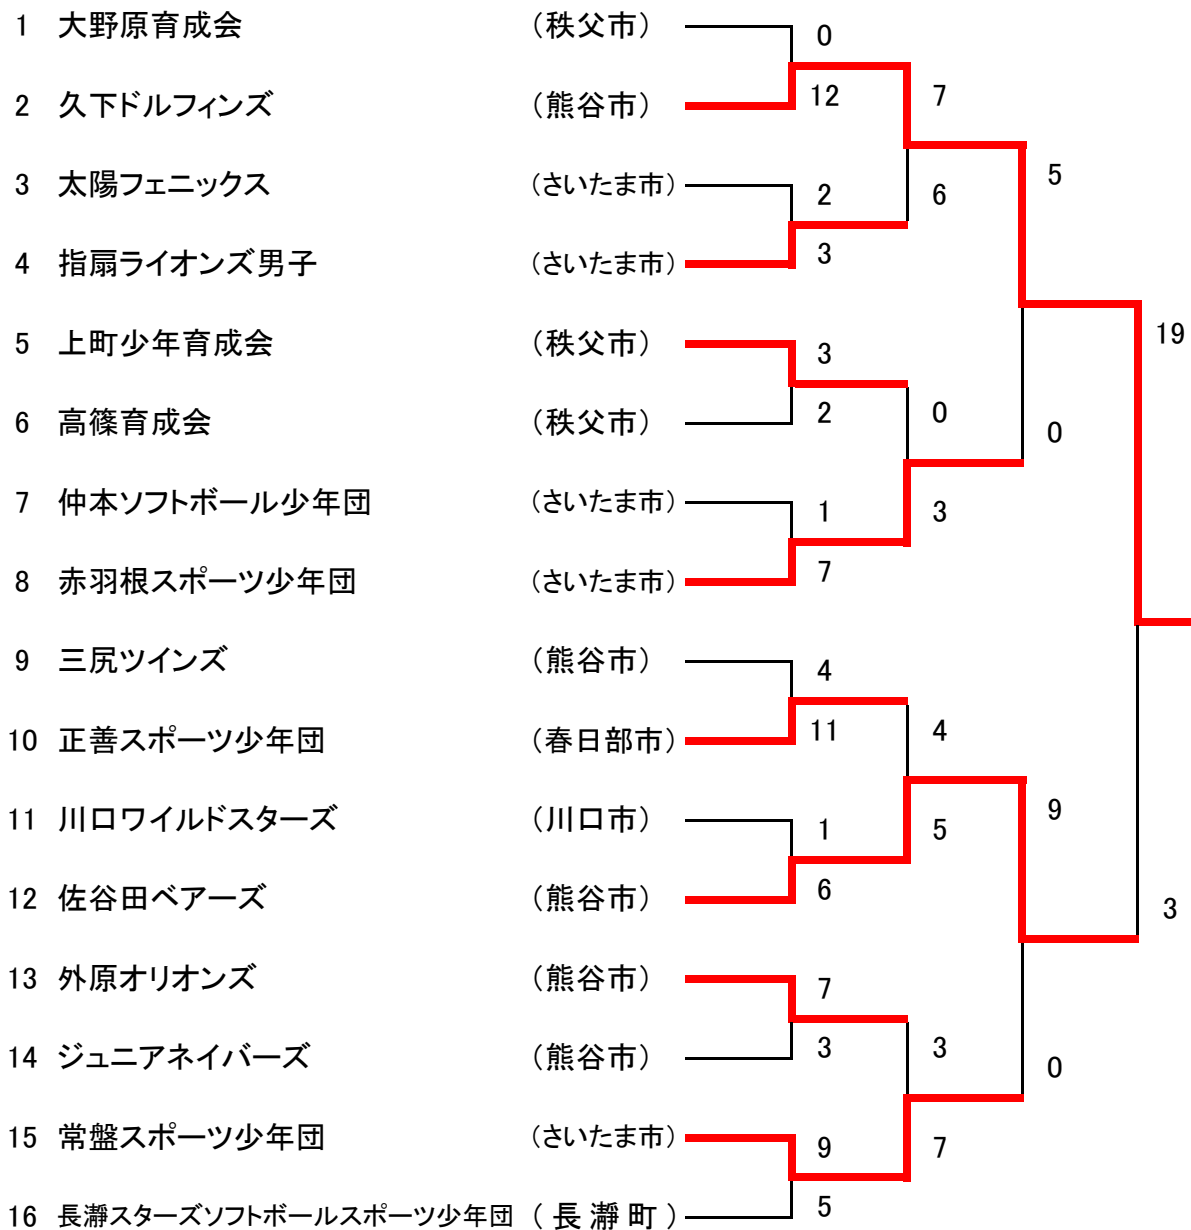 1 大野原育成会 (秩父市) 0
2 久下ドルフィンズ (熊谷市) 12 7
3 太陽フェニックス (さいたま市) 2 6 5
4 指扇ライオンズ男子 (さいたま市) 3
5 上町少年育成会 (秩父市) 3 19
6 高篠育成会 (秩父市) 2 0 0
7 仲本ソフトボール少年団 (さいたま市) 1 3
8 赤羽根スポーツ少年団 (さいたま市) 7
9 三尻ツインズ (熊谷市) 4
10 正善スポーツ少年団 (春日部市) 11 4
11 川口ワイルドスターズ (川口市) 1 5 9
12 佐谷田ベアーズ (熊谷市) 6 3
13 外原オリオンズ (熊谷市) 7
14 ジュニアネイバーズ (熊谷市) 3 3 0
15 常盤スポーツ少年団 (さいたま市) 9 7
16 長瀞スターズソフトボールスポーツ少年団 (長瀞町) 5